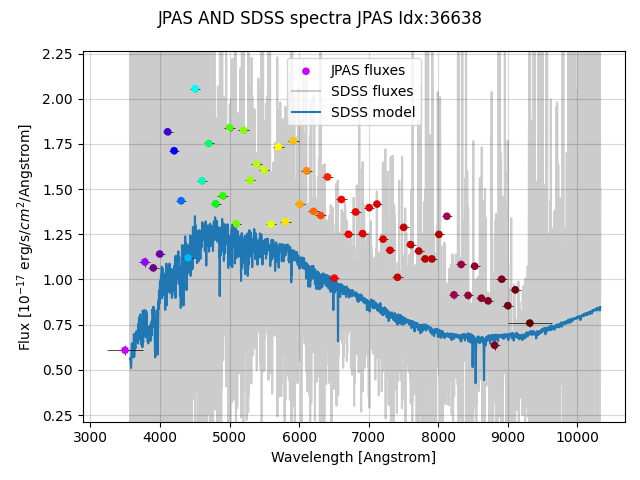 JPAS AND SDSS spectra JPAS Idx:36638
JPAS fluxes
SDSS fluxes
SDSS model
2.25
2.00
1.75
1.50
1.25
1.00
0.75
0.50
0.25
Flux [10⁻¹⁷ erg/s/cm²/Angstrom]
3000 4000 5000 6000 7000 8000 9000 10000
Wavelength [Angstrom]